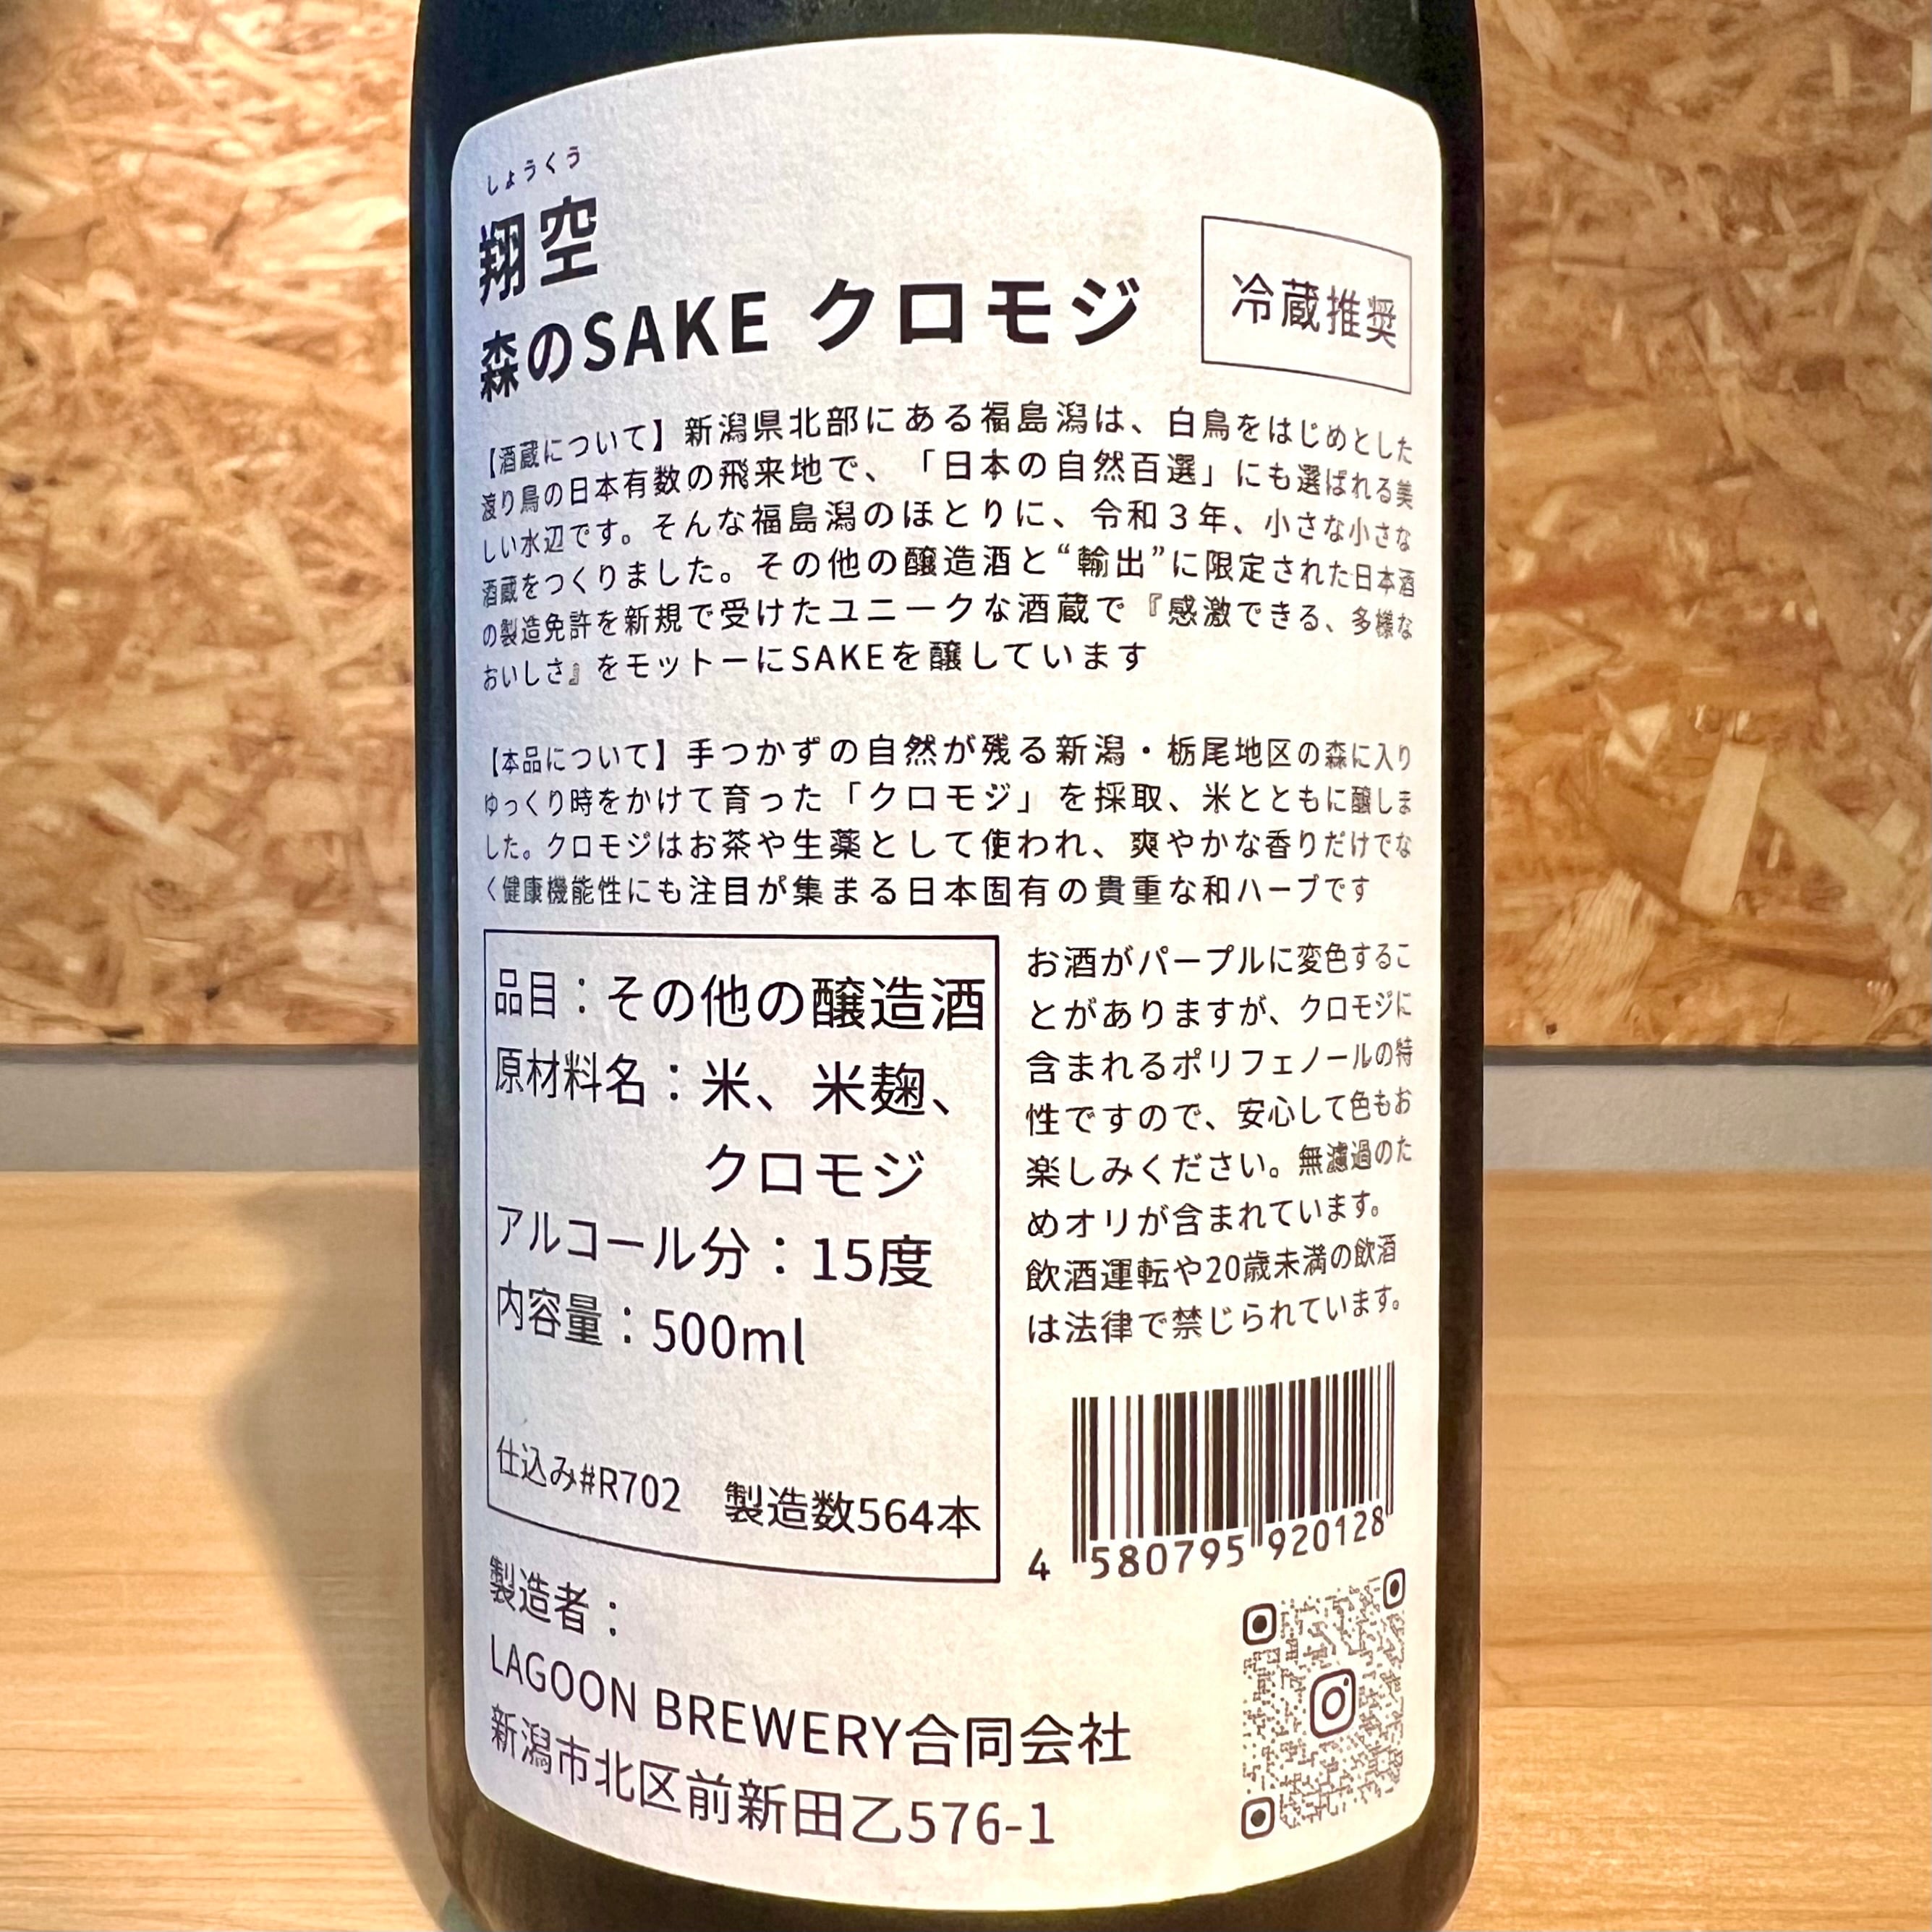 しょうくう
翔空
森のSAKE クロモジ
冷蔵推奨
【酒蔵について】新潟県北部にある福島潟は、白鳥をはじめとした
渡り鳥の日本有数の飛来地で、「日本の自然百選」にも選ばれる美
しい水辺です。そんな福島潟のほとりに、令和3年、小さな小さな
酒蔵をつくりました。その他の醸造酒と“輸出”に限定された日本酒
の製造免許を新規で受けたユニークな酒蔵で『感激できる、多様な
おいしさ』をモットーにSAKEを醸しています
【本品について】手つかずの自然が残る新潟・栃尾地区の森に入り
ゆっくり時をかけて育った「クロモジ」を採取、米とともに醸しま
した。クロモジはお茶や生薬として使われ、爽やかな香りだけでな
く健康機能性にも注目が集まる日本固有の貴重な和ハーブです
品目：その他の醸造酒
原材料名：米、米麹、
クロモジ
アルコール分：15度
内容量：500ml
仕込み#R702 製造数564本
お酒がパープルに変色するこ
とがありますが、クロモジに
含まれるポリフェノールの特
性ですので、安心して色もお
楽しみください。無濾過のた
めオリが含まれています。
飲酒運転や20歳未満の飲酒
は法律で禁じられています。
4 580795 920128
製造者：
LAGOON BREWERY合同会社
新潟市北区前新田乙576-1